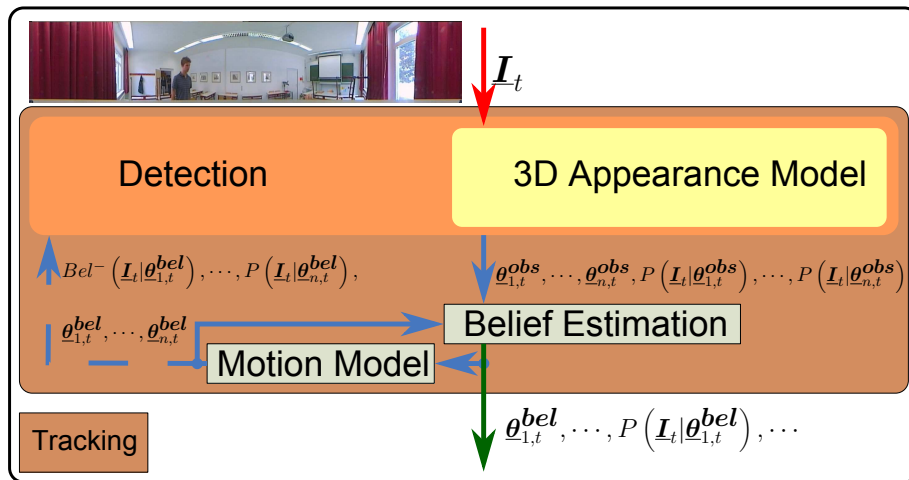 I_t
Detection
3D Appearance Model
Bel⁻ (I_t|θ^bel_1,t), ⋯, P (I_t|θ^bel_n,t),
θ^obs_1,t, ⋯, θ^obs_n,t, P (I_t|θ^obs_1,t), ⋯, P (I_t|θ^obs_n,t)
θ^bel_1,t, ⋯, θ^bel_n,t
Belief Estimation
Motion Model
Tracking
θ^bel_1,t, ⋯, P (I_t|θ^bel_1,t), ⋯